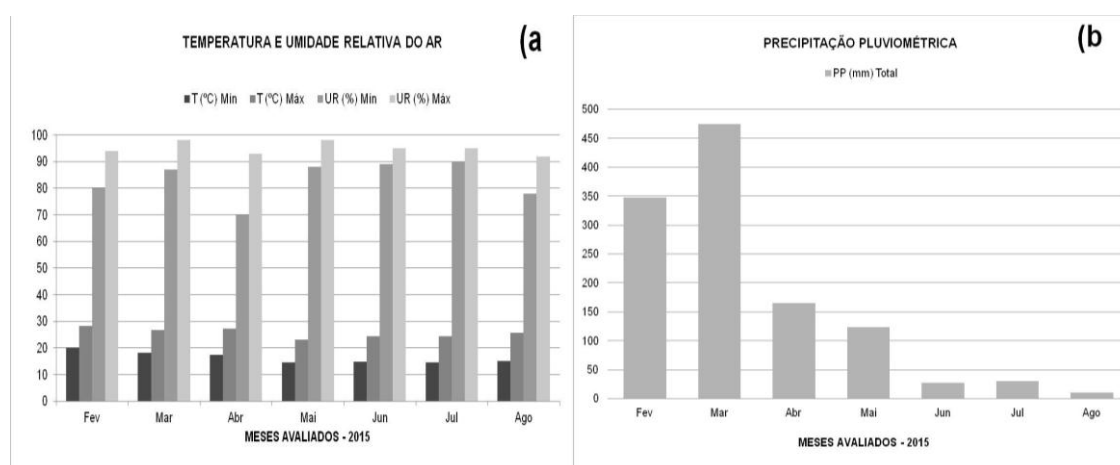 TEMPERATURA E UMIDADE RELATIVA DO AR
(a
T (ºC) Mín T (ºC) Máx UR (%) Mín UR (%) Máx
100
90
80
70
60
50
40
30
20
10
0
Fev Mar Abr Mai Jun Jul Ago
MESES AVALIADOS - 2015
(b
PRECIPITAÇÃO PLUVIOMÉTRICA
PP (mm) Total
500
450
400
350
300
250
200
150
100
50
0
Fev Mar Abr Mai Jun Jul Ago
MESES AVALIADOS - 2015